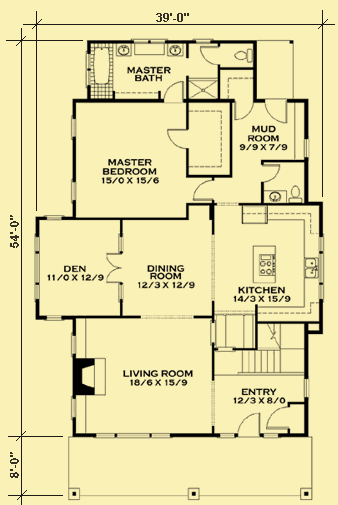 39'-0"
MASTER
BATH
MUD
ROOM
9/9 X 7/9
MASTER
BEDROOM
15/0 X 15/6
54'-0"
DEN
11/0 X 12/9
DINING
ROOM
12/3 X 12/9
KITCHEN
14/3 X 15/9
LIVING ROOM
18/6 X 15/9
ENTRY
12/3 X 8/0
8'-0"